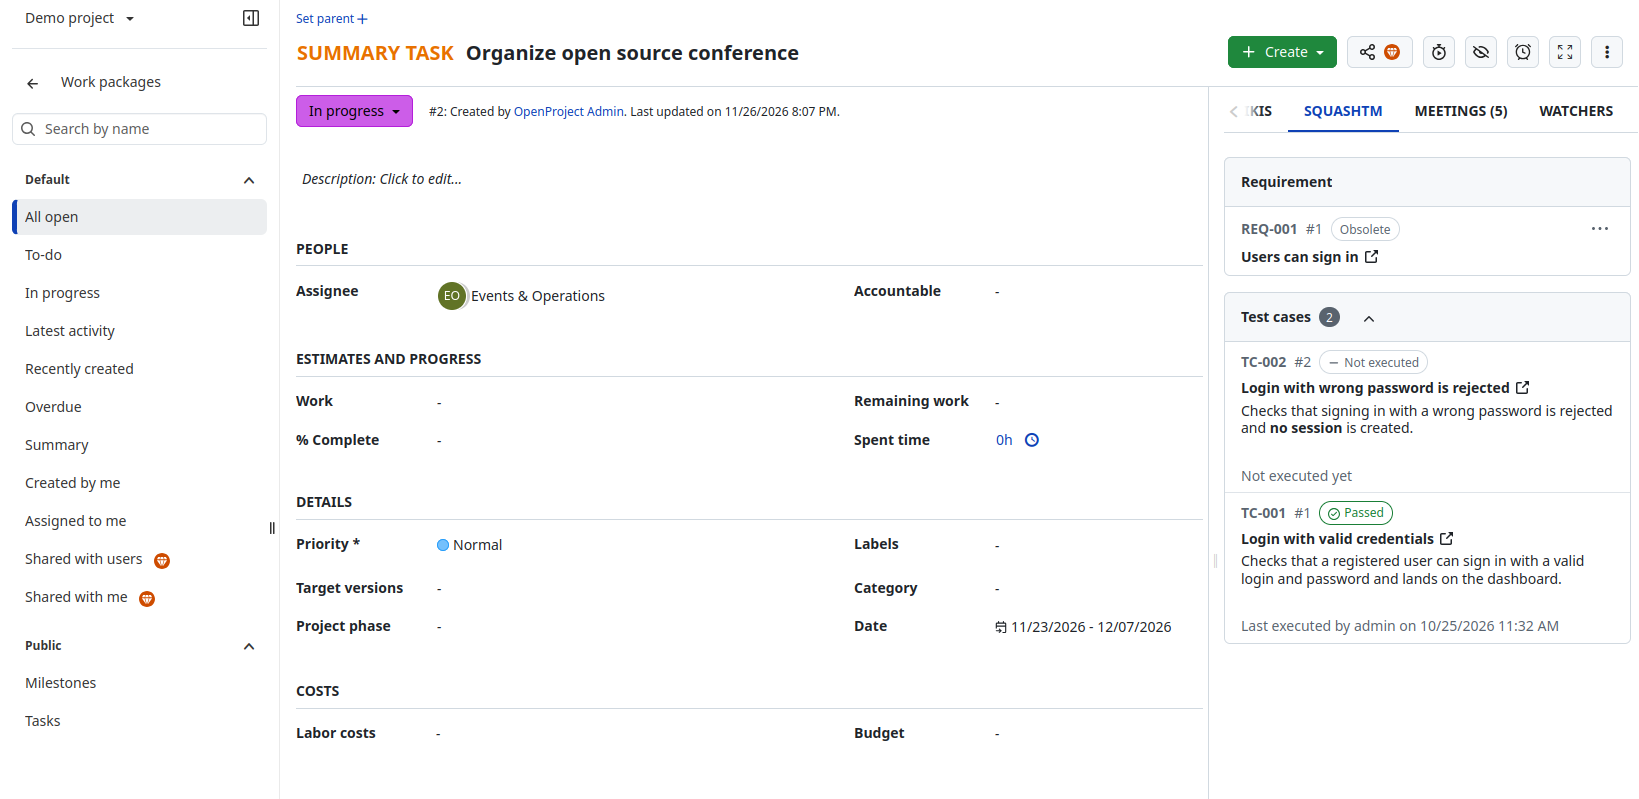 Demo project
Work packages
Search by name
Default
All open
To-do
In progress
Latest activity
Recently created
Overdue
Summary
Created by me
Assigned to me
Shared with users
Shared with me
Public
Milestones
Tasks
Set parent
SUMMARY TASK Organize open source conference
Create
In progress
#2: Created by OpenProject Admin. Last updated on 11/26/2026 8:07 PM.
Description: Click to edit...
PEOPLE
Assignee EO Events & Operations Accountable -
ESTIMATES AND PROGRESS
Work - Remaining work -
% Complete - Spent time 0h
DETAILS
Priority * Normal Labels -
Target versions - Category -
Project phase - Date 11/23/2026 - 12/07/2026
COSTS
Labor costs - Budget -
KIS SQUASHTM MEETINGS (5) WATCHERS
Requirement
REQ-001 #1 Obsolete
Users can sign in
Test cases 2
TC-002 #2 Not executed
Login with wrong password is rejected
Checks that signing in with a wrong password is rejected
and no session is created.
Not executed yet
TC-001 #1 Passed
Login with valid credentials
Checks that a registered user can sign in with a valid
login and password and lands on the dashboard.
Last executed by admin on 10/25/2026 11:32 AM